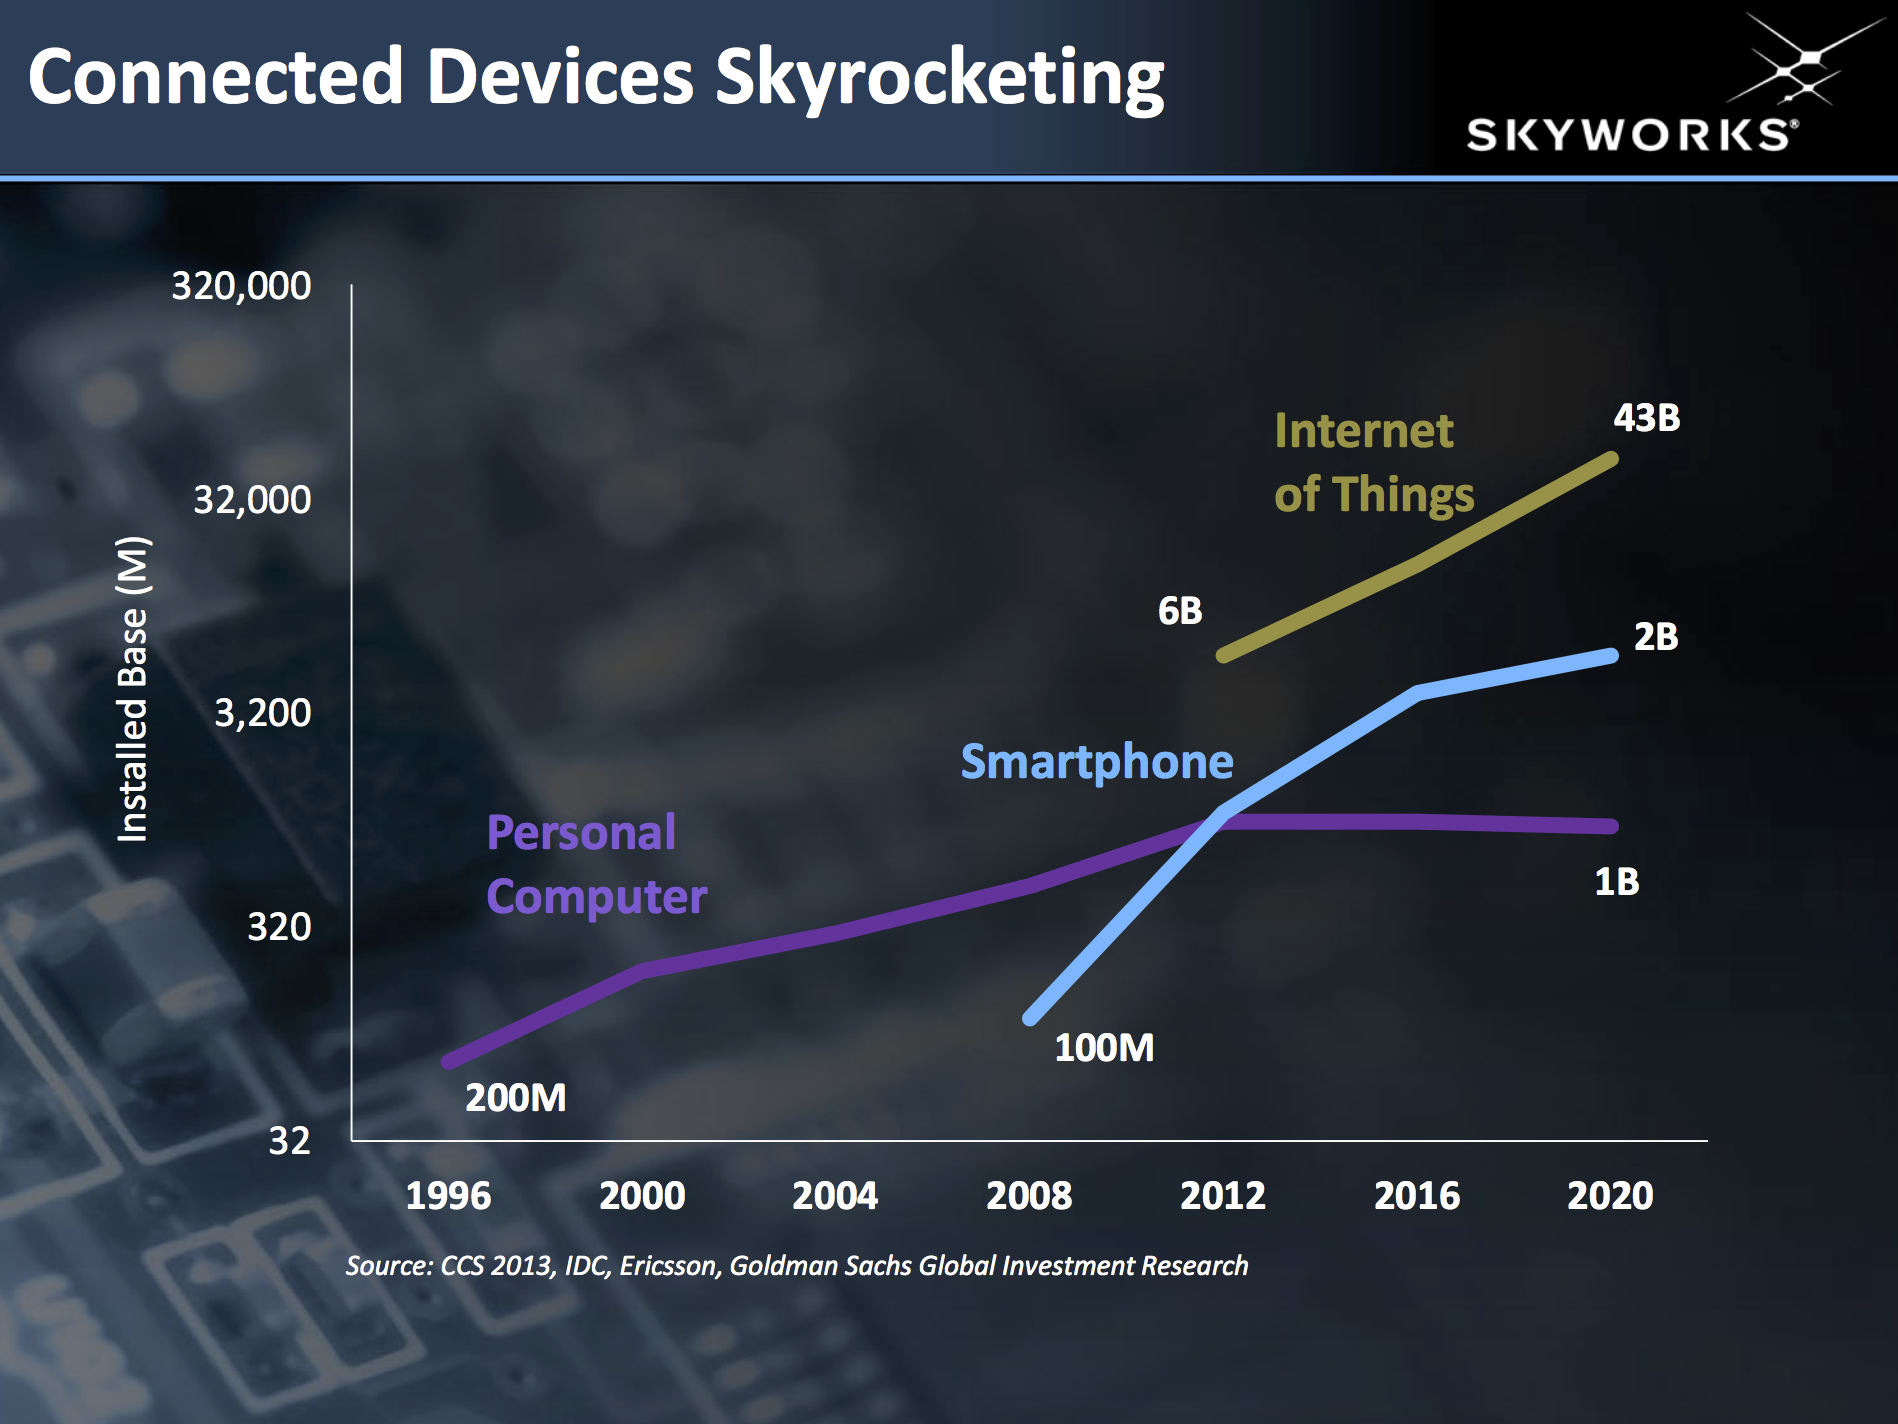 Connected Devices Skyrocketing
SKYWORKS®
320,000
32,000
3,200
320
32
Installed Base (M)
Internet
of Things
43B
6B
2B
Smartphone
Personal
Computer
1B
100M
200M
1996 2000 2004 2008 2012 2016 2020
Source: CCS 2013, IDC, Ericsson, Goldman Sachs Global Investment Research